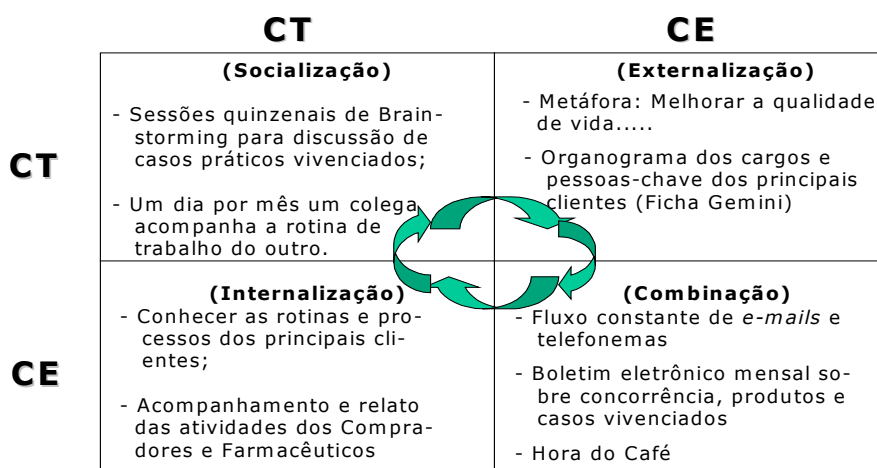 CT
CE
CT
(Socialização)
- Sessões quinzenais de Brain-
storming para discussão de
casos práticos vivenciados;
- Um dia por mês um colega
acompanha a rotina de
trabalho do outro.
(Externalização)
- Metáfora: Melhorar a qualidade
de vida.....
- Organograma dos cargos e
pessoas-chave dos principais
clientes (Ficha Gemini)
CE
(Internalização)
- Conhecer as rotinas e pro-
cessos dos principais cli-
entes;
- Acompanhamento e relato
das atividades dos Compra-
dores e Farmacêuticos
(Combinação)
- Fluxo constante de e-mails e
telefonemas
- Boletim eletrônico mensal so-
bre concorrência, produtos e
casos vivenciados
- Hora do Café